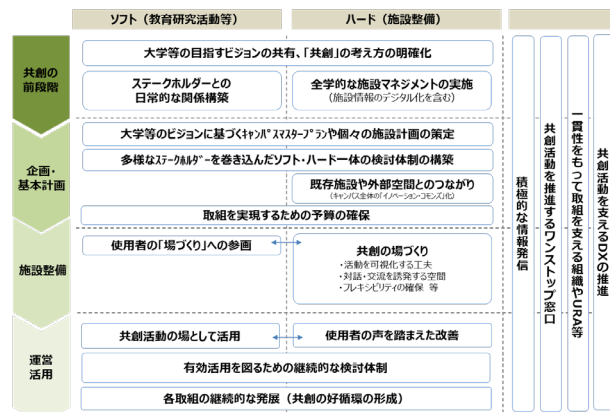 ソフト（教育研究活動等）
ハード（施設整備）
共創の
前段階
大学等の目指すビジョンの共有、「共創」の考え方の明確化
ステークホルダーとの
日常的な関係構築
全学的な施設マネジメントの実施
（施設情報のデジタル化を含む）
企画・
基本計画
大学等のビジョンに基づくｷｬﾝﾊﾟｽマスタープランや個々の施設計画の策定
多様なｽﾃｰｸﾎﾙﾀﾞｰを巻き込んだソフト・ハード一体の検討体制の構築
既存施設や外部空間とのつながり
（キャンパス全体の「イノベーション・コモンズ」化）
取組を実現するための予算の確保
施設整備
使用者の「場づくり」への参画
共創の場づくり
・活動を可視化する工夫
・対話・交流を誘発する空間
・フレキシビリティの確保 等
運営
活用
共創活動の場として活用
使用者の声を踏まえた改善
有効活用を図るための継続的な検討体制
各取組の継続的な発展（共創の好循環の形成）
積極的な情報発信
共創活動を推進するワンストップ窓口
一貫性をもって取組を支える組織やURA等
共創活動を支えるDXの推進